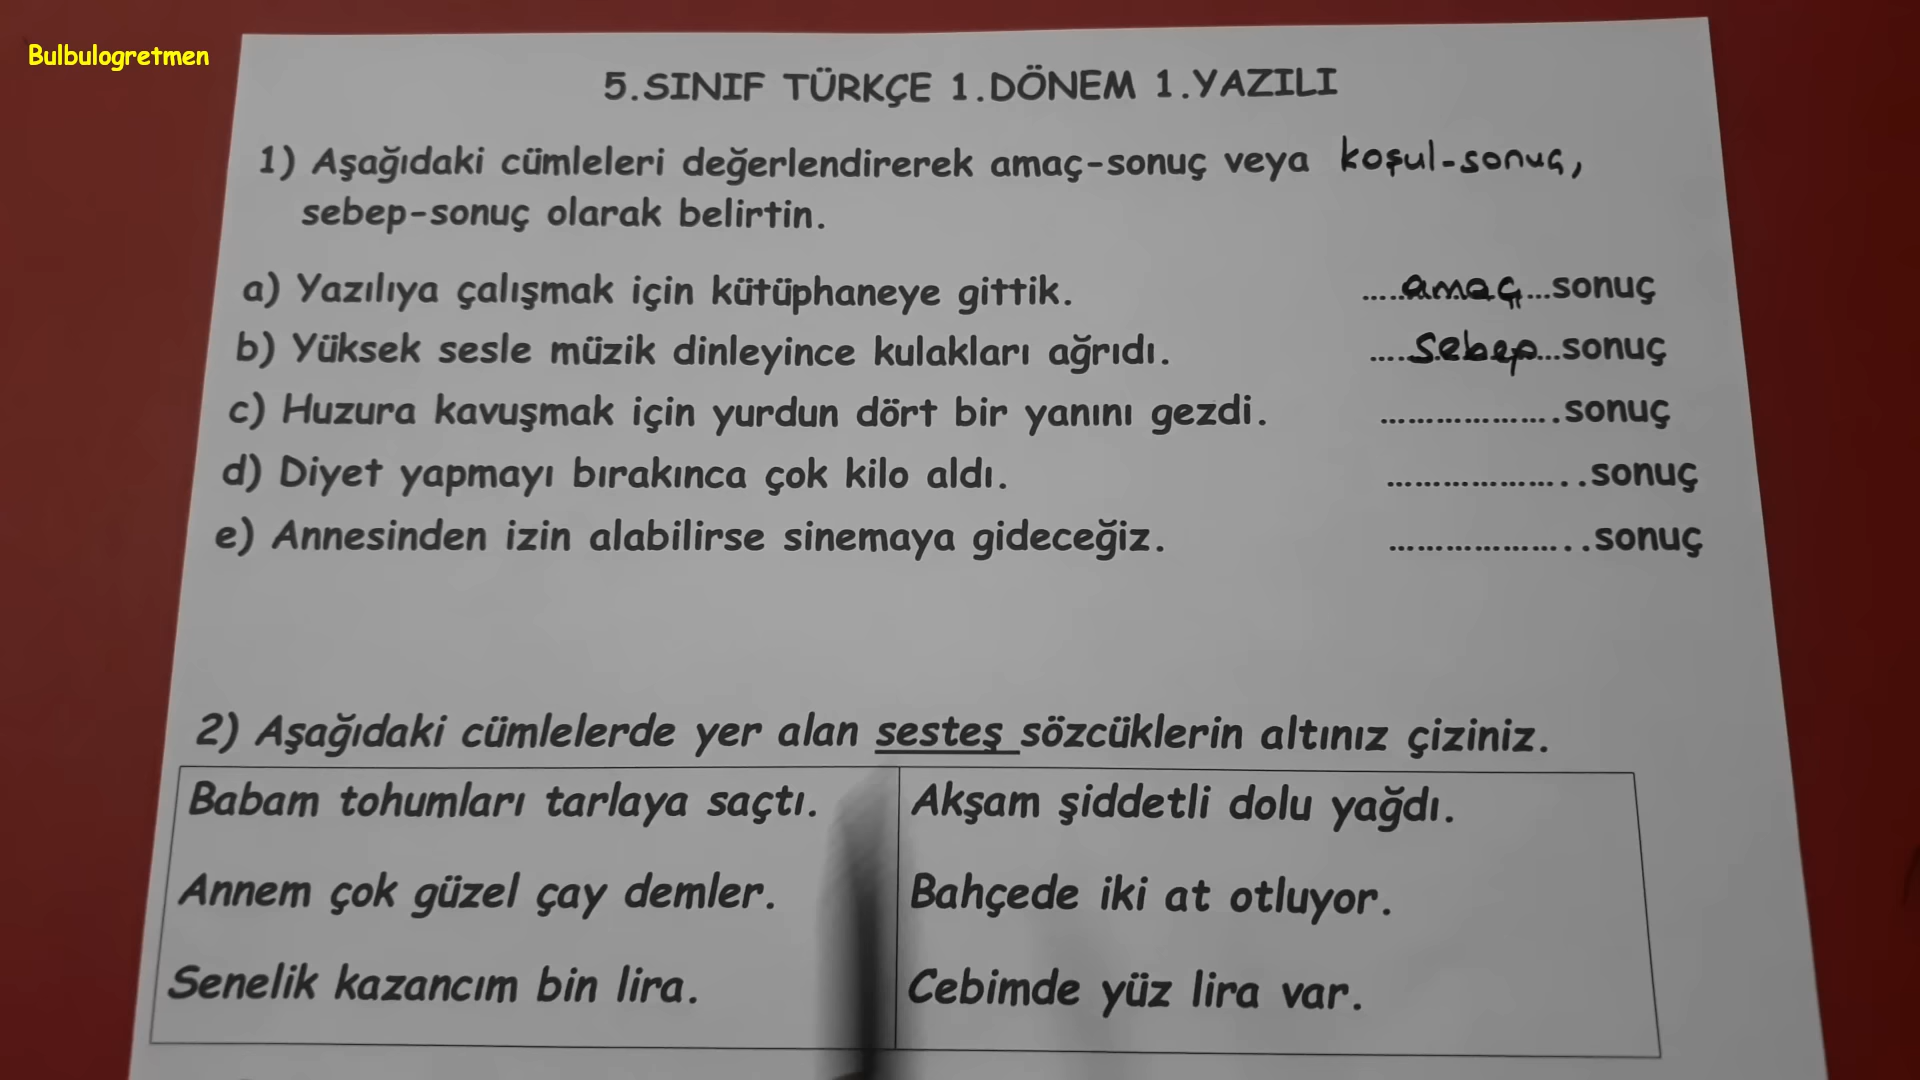 Bulbulogretmen
5.SINIF TÜRKÇE 1.DÖNEM 1.YAZILI
1) Aşağıdaki cümleleri değerlendirerek amaç-sonuç veya koşul-sonuç,
sebep-sonuç olarak belirtin.
a) Yazılıya çalışmak için kütüphaneye gittik. .....amaç...sonuç
b) Yüksek sesle müzik dinleyince kulakları ağrıdı. ....Sebep...sonuç
c) Huzura kavuşmak için yurdun dört bir yanını gezdi. ..................sonuç
d) Diyet yapmayı bırakınca çok kilo aldı. ....................sonuç
e) Annesinden izin alabilirse sinemaya gideceğiz. ....................sonuç
2) Aşağıdaki cümlelerde yer alan sesteş sözcüklerin altınız çiziniz.
Babam tohumları tarlaya saçtı. Akşam şiddetli dolu yağdı.
Annem çok güzel çay demler. Bahçede iki at otluyor.
Senelik kazancım bin lira. Cebimde yüz lira var.